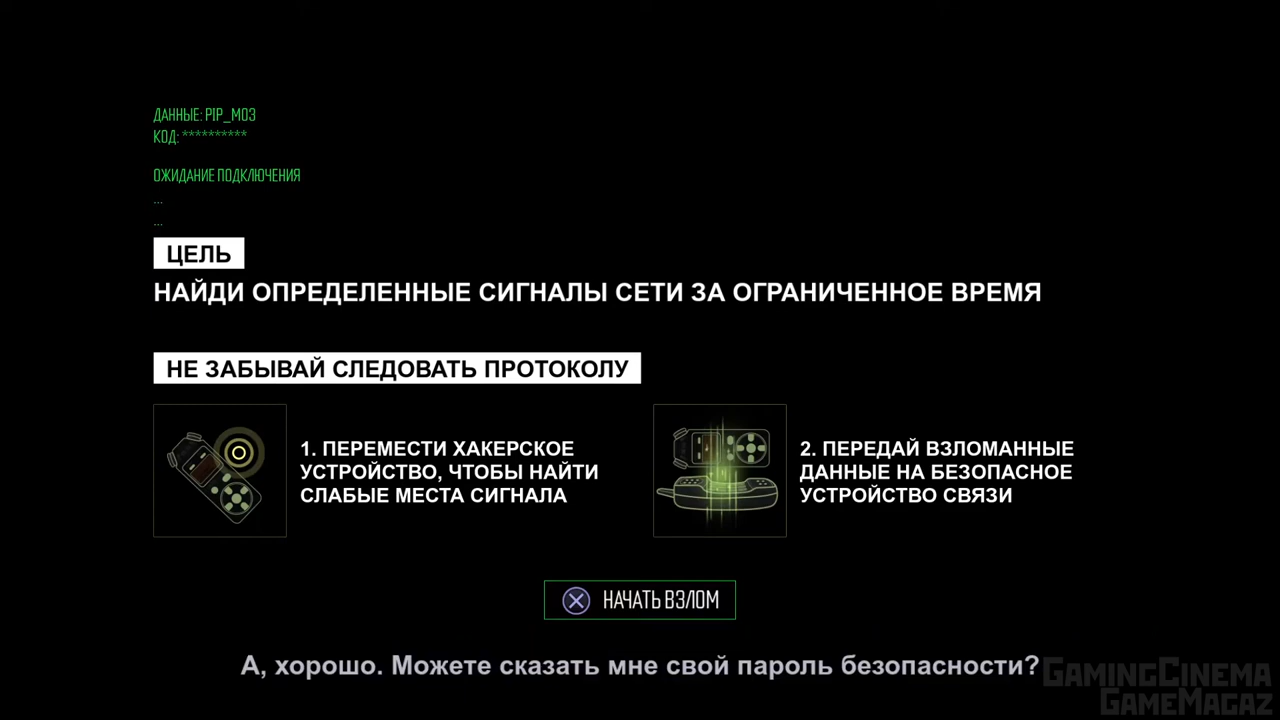 ДАННЫЕ: PIP_МОЗ
КОД: **********
ОЖИДАНИЕ ПОДКЛЮЧЕНИЯ
...
...
ЦЕЛЬ
НАЙДИ ОПРЕДЕЛЕННЫЕ СИГНАЛЫ СЕТИ ЗА ОГРАНИЧЕННОЕ ВРЕМЯ
НЕ ЗАБЫВАЙ СЛЕДОВАТЬ ПРОТОКОЛУ
1. ПЕРЕМЕСТИ ХАКЕРСКОЕ
УСТРОЙСТВО, ЧТОБЫ НАЙТИ
СЛАБЫЕ МЕСТА СИГНАЛА
2. ПЕРЕДАЙ ВЗЛОМАННЫЕ
ДАННЫЕ НА БЕЗОПАСНОЕ
УСТРОЙСТВО СВЯЗИ
НАЧАТЬ ВЗЛОМ
А, хорошо. Можете сказать мне свой пароль безопасности?
GAMINGCINEMA
GAMEMAGAZ